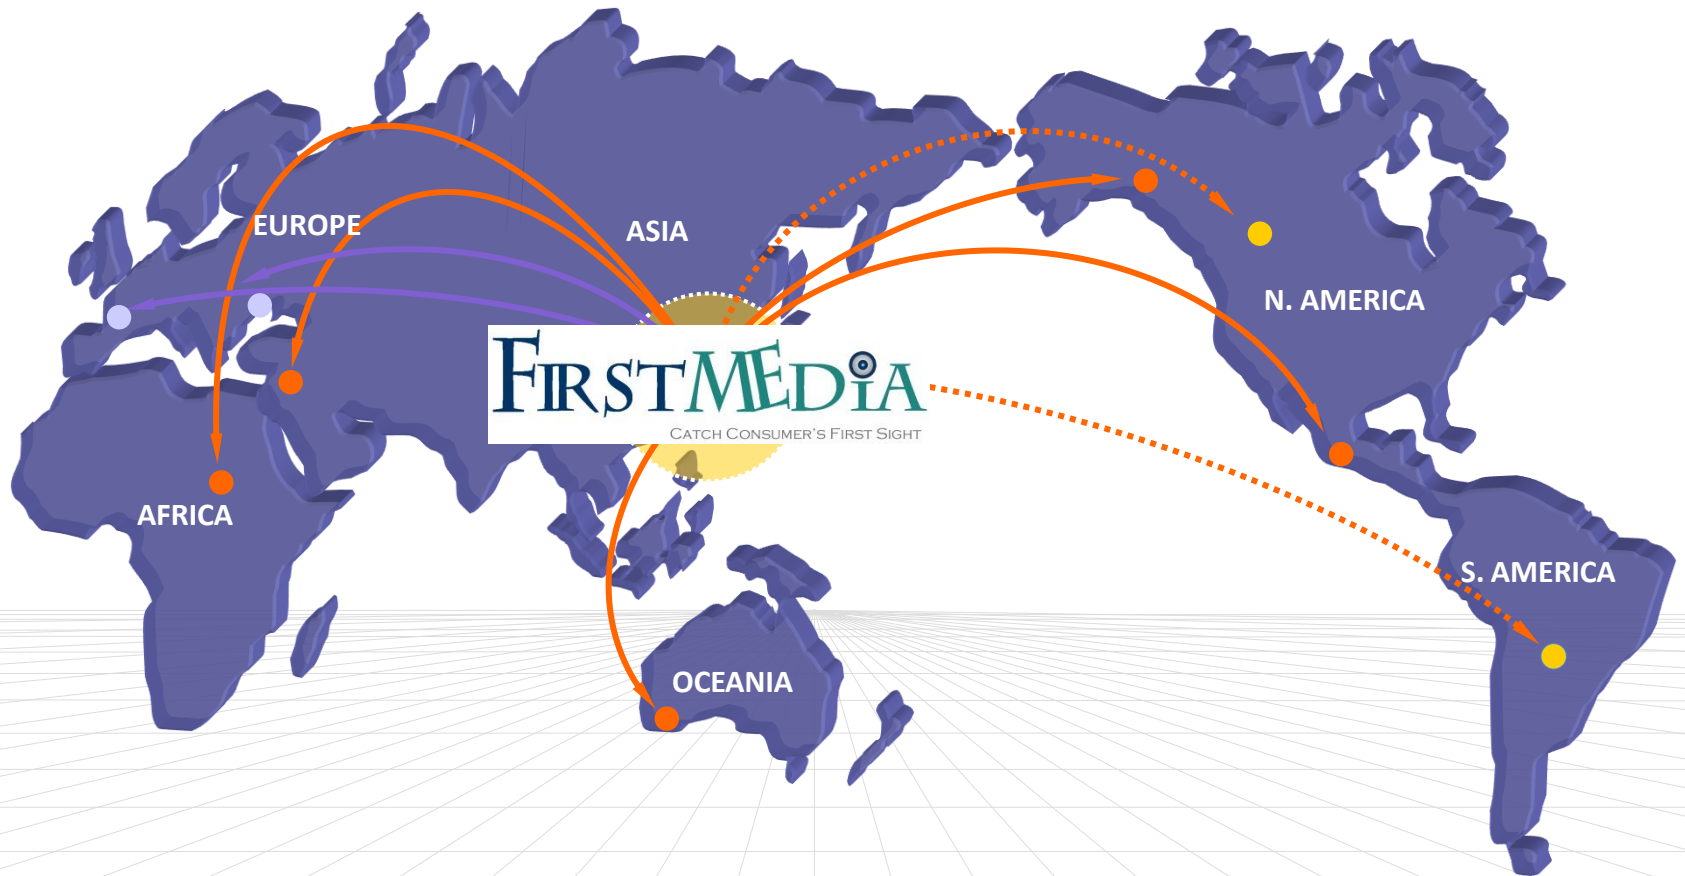 EUROPE
ASIA
N. AMERICA
FIRSTMEDiA
CATCH CONSUMER'S FIRST SIGHT
AFRICA
S. AMERICA
OCEANIA